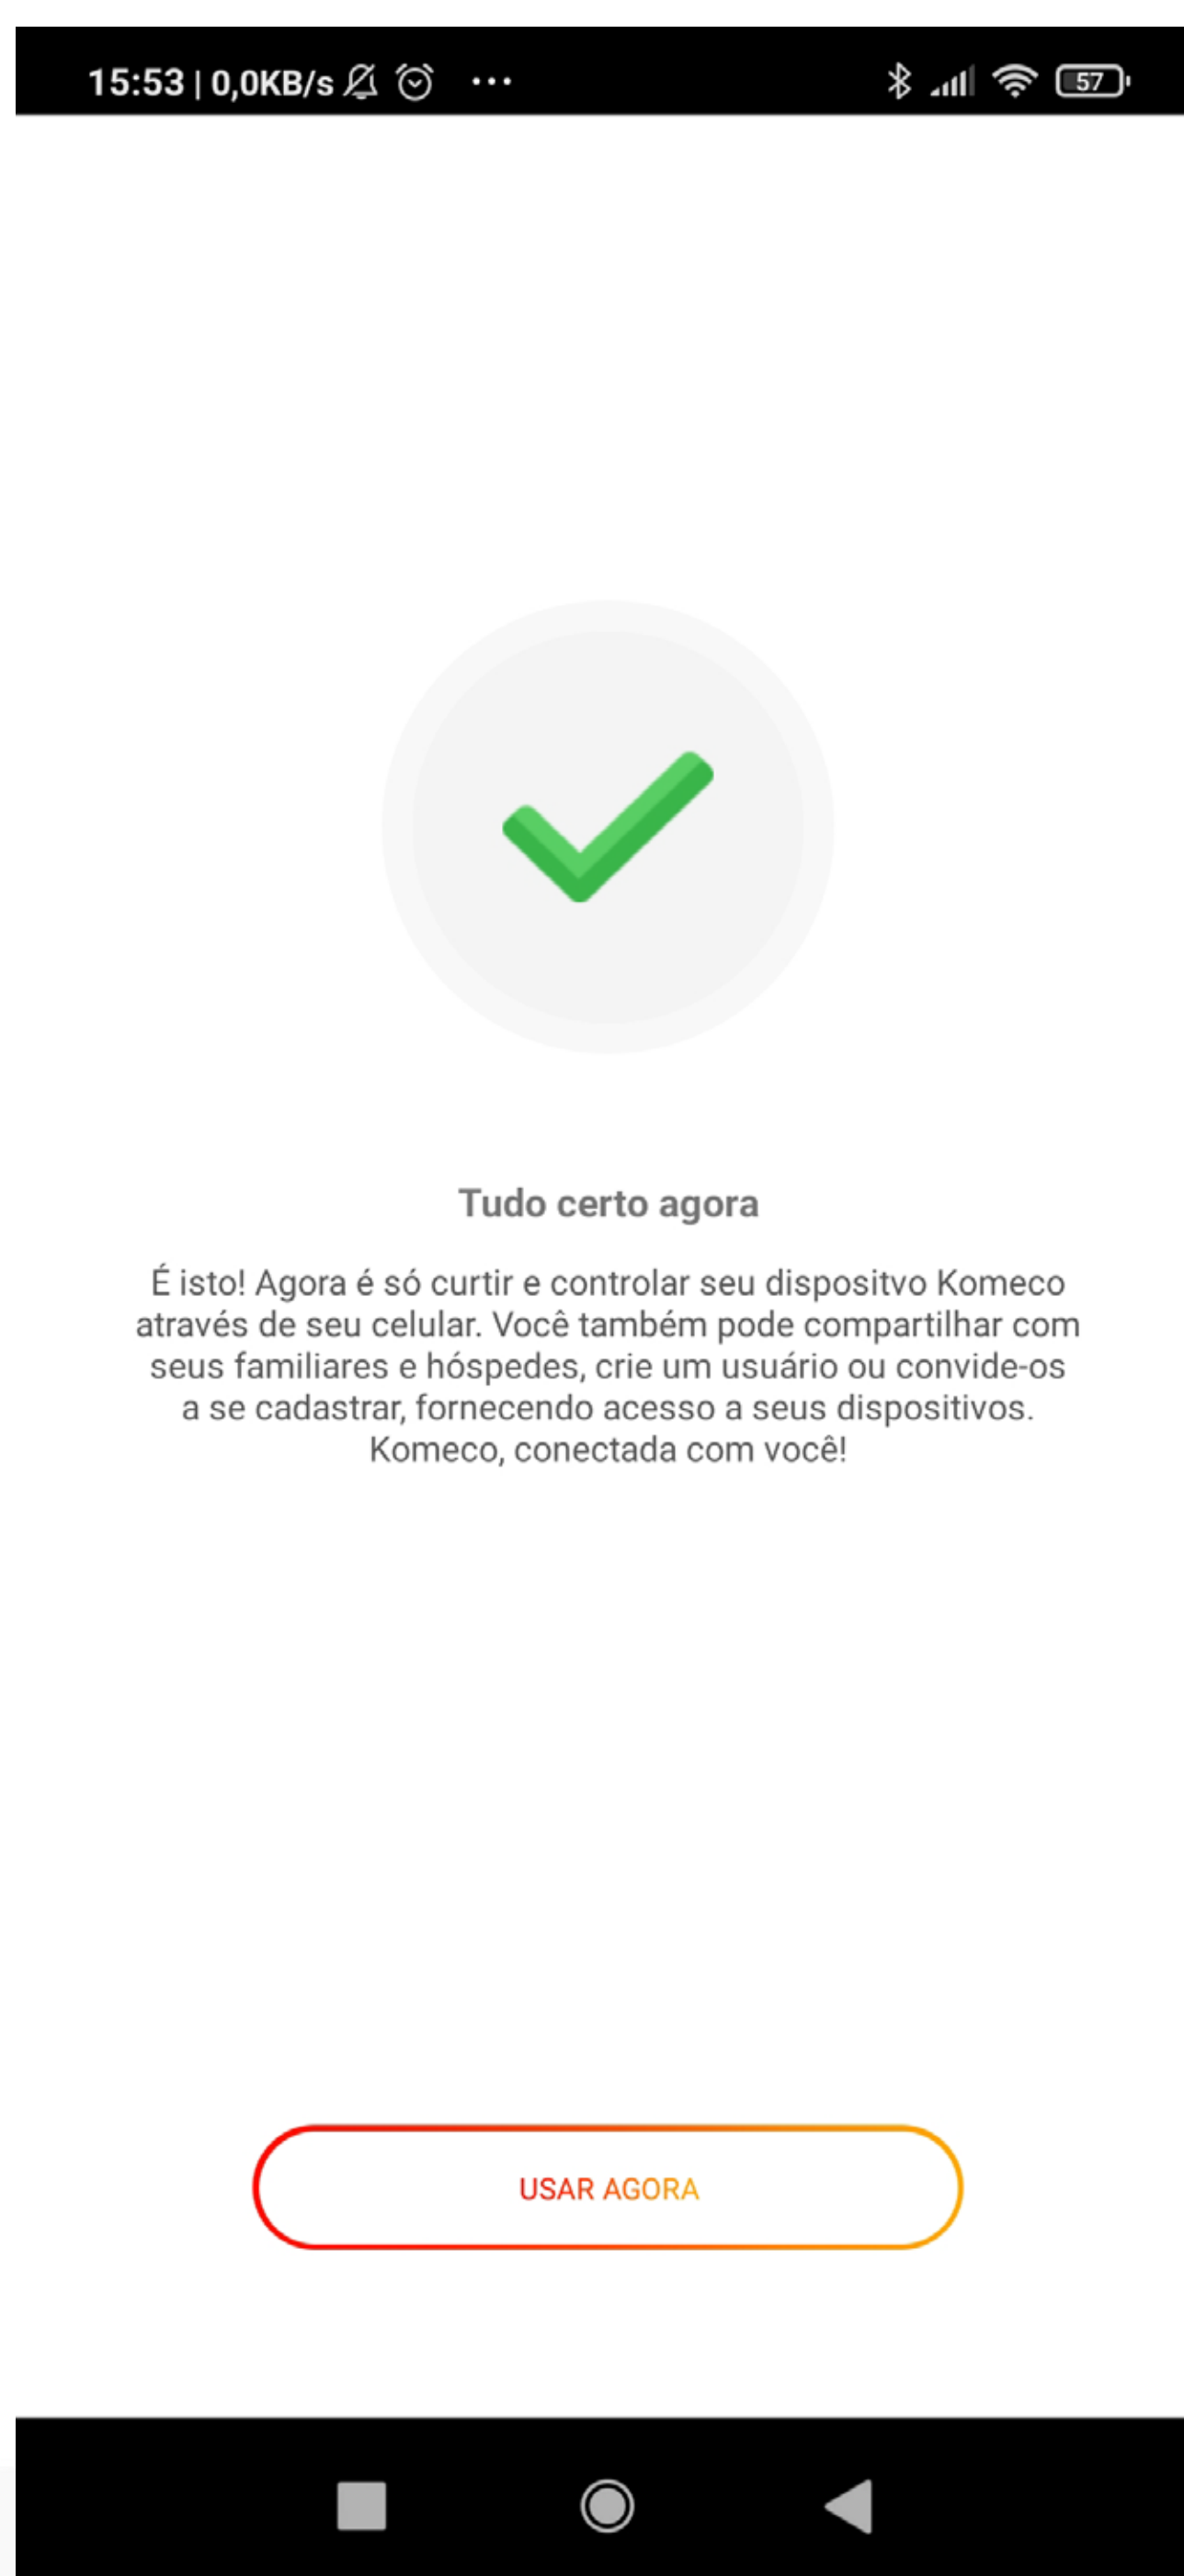 15:53 | 0,0KB/s
57
Tudo certo agora
É isto! Agora é só curtir e controlar seu dispositvo Komeco
através de seu celular. Você também pode compartilhar com
seus familiares e hóspedes, crie um usuário ou convide-os
a se cadastrar, fornecendo acesso a seus dispositivos.
Komeco, conectada com você!
USAR AGORA